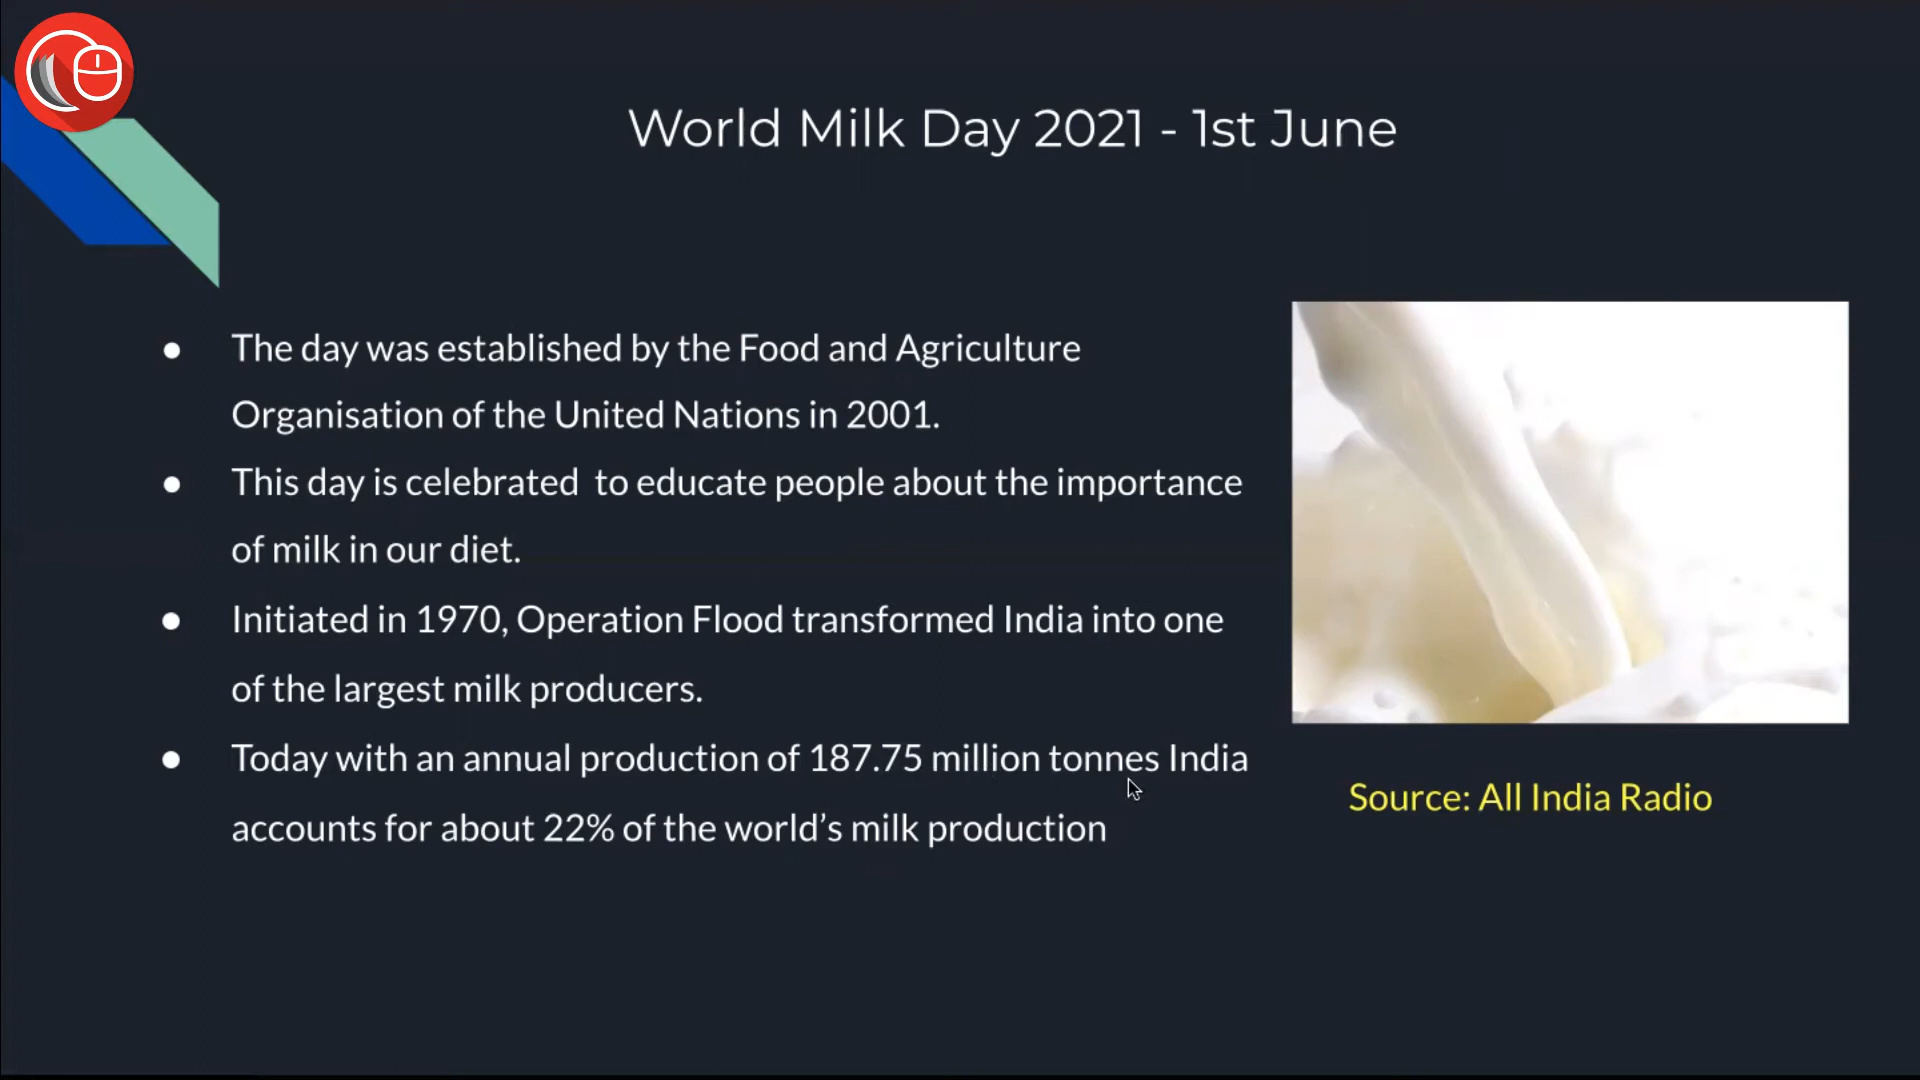 World Milk Day 2021 - 1st June
● The day was established by the Food and Agriculture
Organisation of the United Nations in 2001.
● This day is celebrated  to educate people about the importance
of milk in our diet.
● Initiated in 1970, Operation Flood transformed India into one
of the largest milk producers.
● Today with an annual production of 187.75 million tonnes India
accounts for about 22% of the world’s milk production
Source: All India Radio